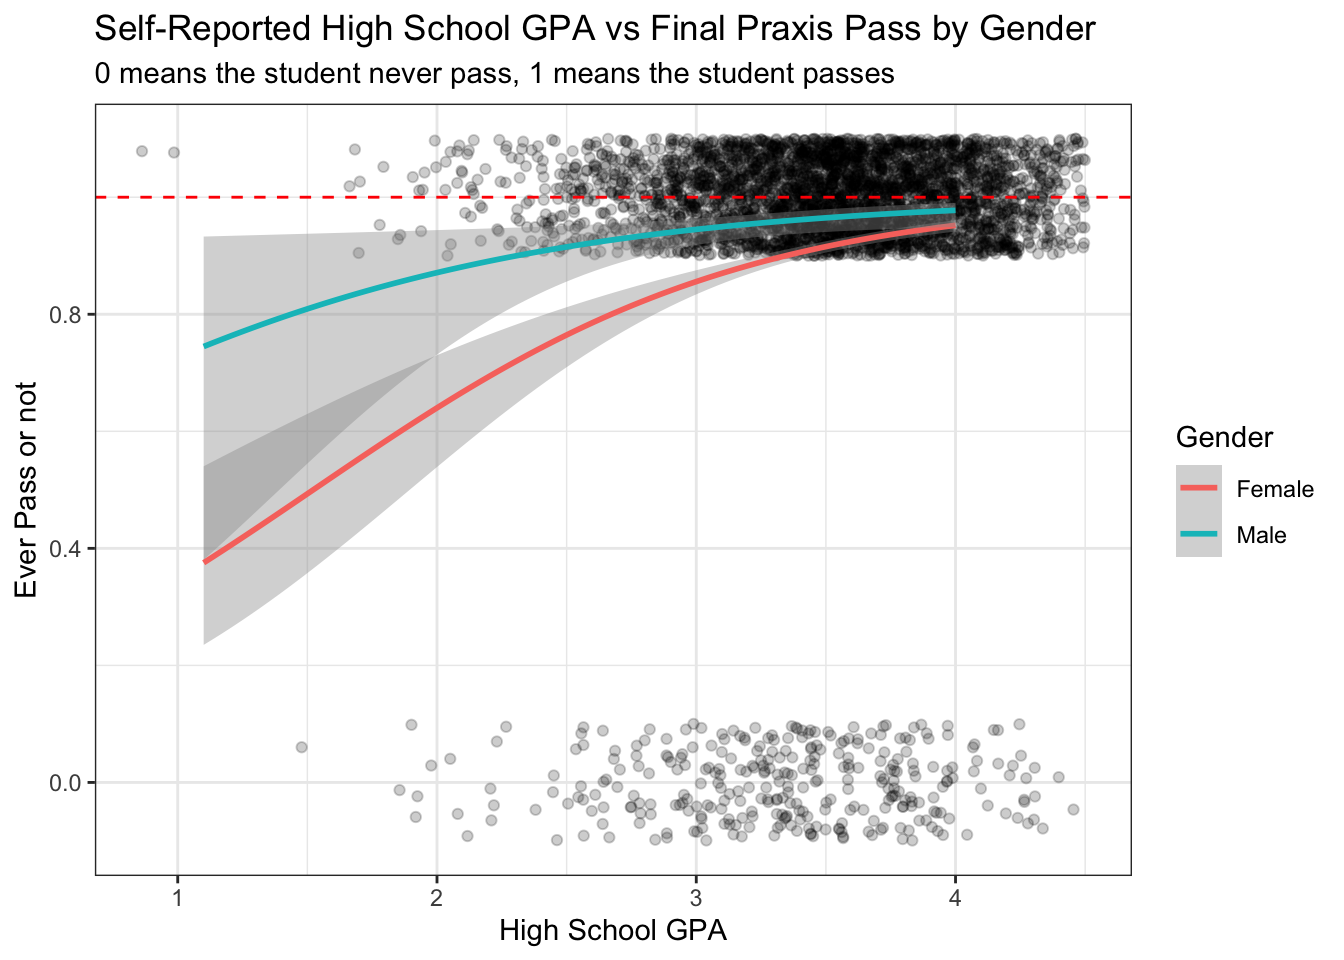 Self-Reported High School GPA vs Final Praxis Pass by Gender
0 means the student never pass, 1 means the student passes
Ever Pass or not
0.8
0.4
0.0
1 2 3 4
High School GPA
Gender
Female
Male